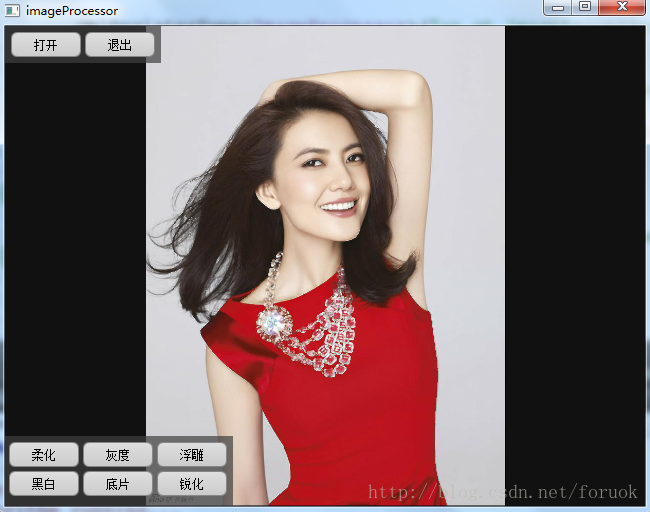 imageProcessor
打开 退出
柔化 灰度 浮雕
黑白 底片 锐化
http://blog.csdn.net/foruok